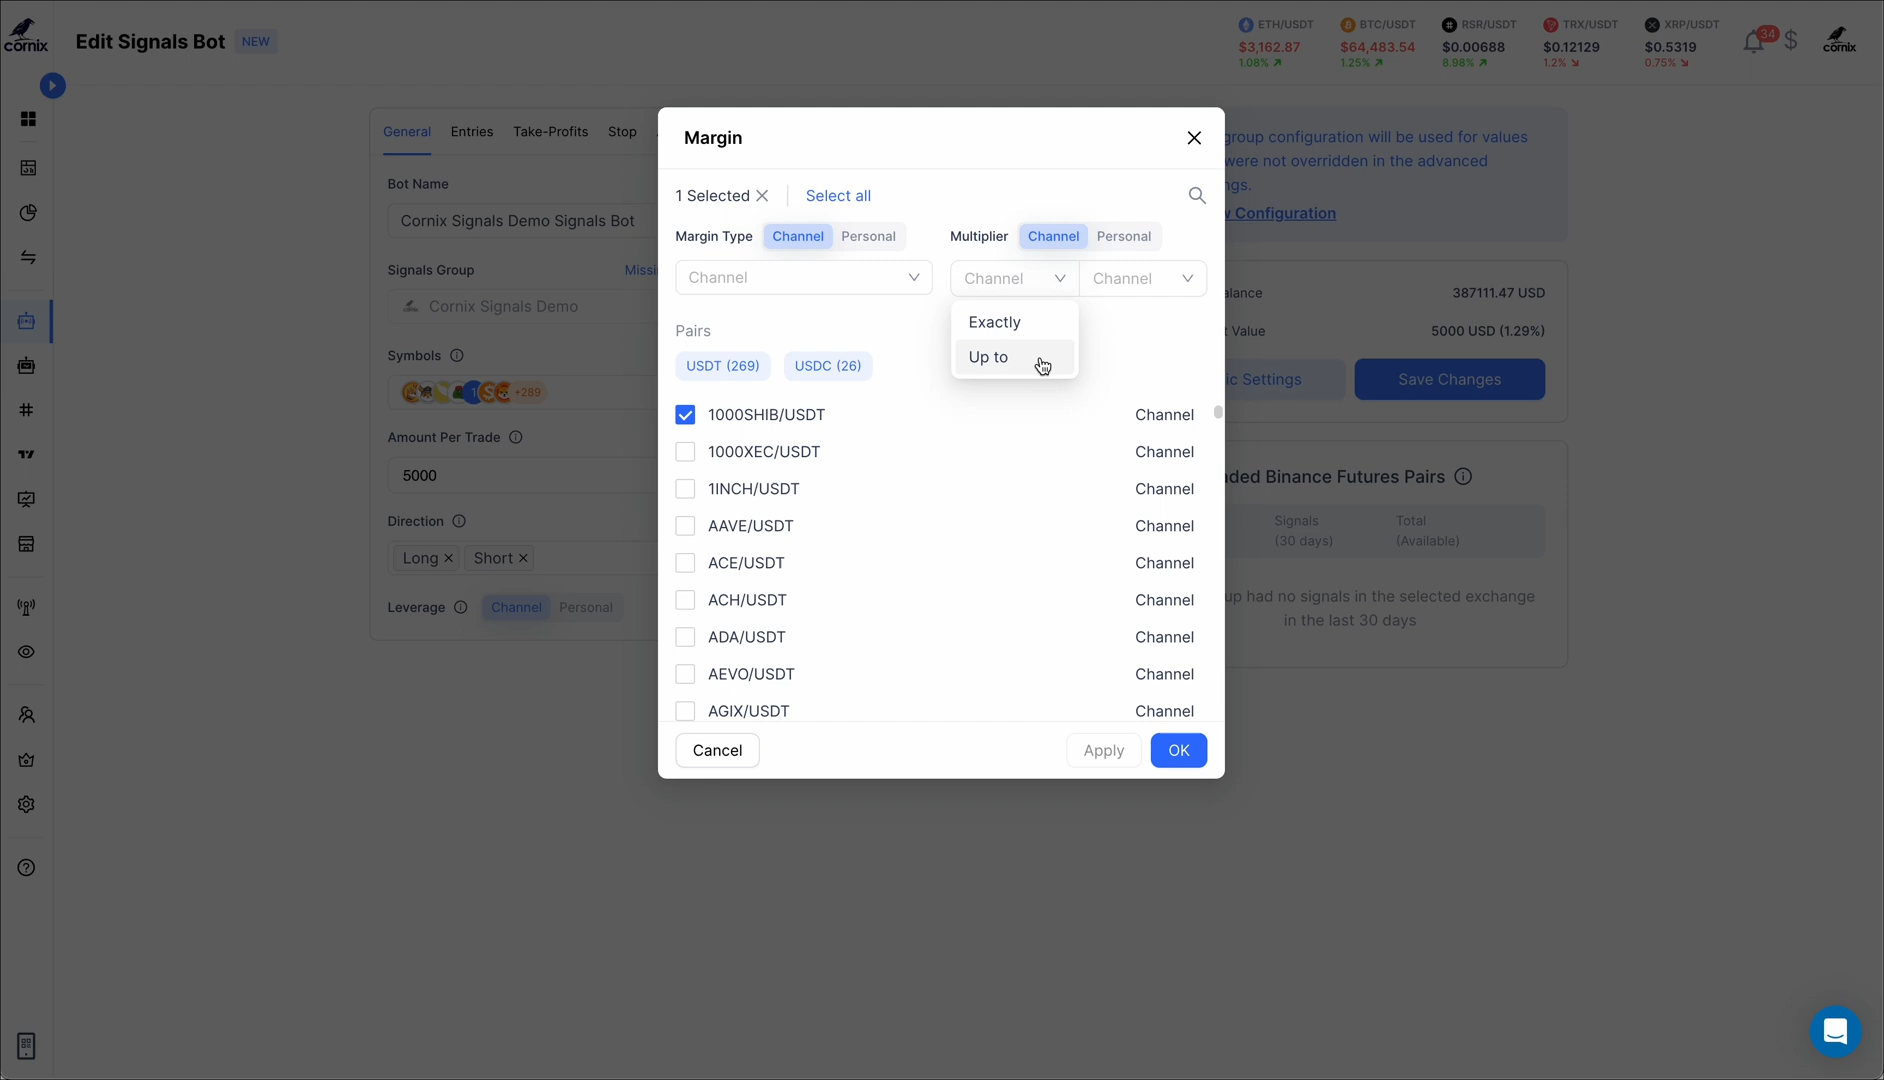 cornix
Edit Signals Bot NEW
ETH/USDT
$3,162.87
1.08%
BTC/USDT
$64,483.54
1.25%
RSR/USDT
$0.00688
8.98%
TRX/USDT
$0.12129
1.2%
XRP/USDT
$0.5319
0.75%
34
cornix
General Entries Take-Profits Stop
Bot Name
Cornix Signals Demo Signals Bot
Signals Group Missi
Cornix Signals Demo
Symbols
+289
Amount Per Trade
5000
Direction
Long Short
Leverage Channel Personal
Margin
1 Selected Select all
Margin Type Channel Personal
Multiplier Channel Personal
Channel
Channel Channel
Exactly
Up to
Pairs
USDT (269) USDC (26)
1000SHIB/USDT Channel
1000XEC/USDT Channel
1INCH/USDT Channel
AAVE/USDT Channel
ACE/USDT Channel
ACH/USDT Channel
ADA/USDT Channel
AEVO/USDT Channel
AGIX/USDT Channel
Cancel Apply OK
group configuration will be used for values
were not overridden in the advanced
ngs.
w Configuration
alance 387111.47 USD
t Value 5000 USD (1.29%)
ic Settings Save Changes
ded Binance Futures Pairs
Signals
(30 days)
Total
(Available)
up had no signals in the selected exchange
in the last 30 days